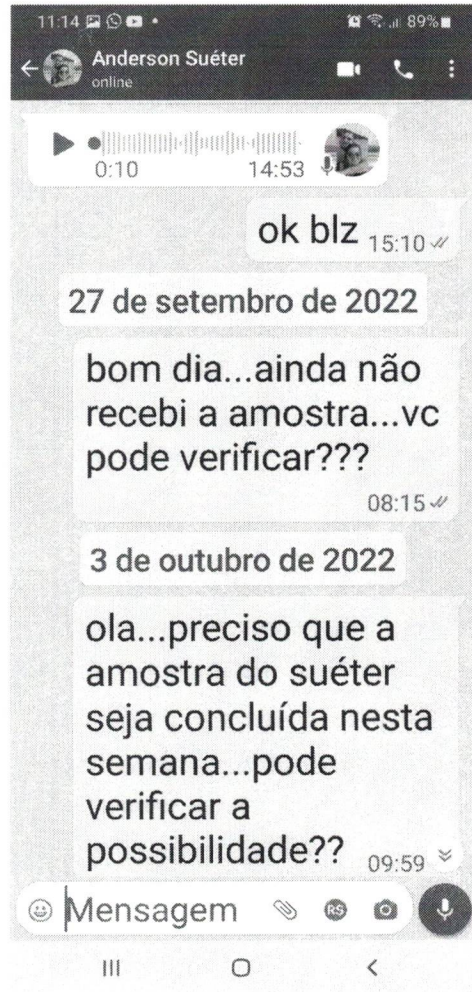 11:14
89%
Anderson Suéter
online
0:10 14:53
ok blz 15:10
27 de setembro de 2022
bom dia...ainda não
recebi a amostra...vc
pode verificar???
08:15
3 de outubro de 2022
ola...preciso que a
amostra do suéter
seja concluída nesta
semana...pode
verificar a
possibilidade?? 09:59
Mensagem
R$